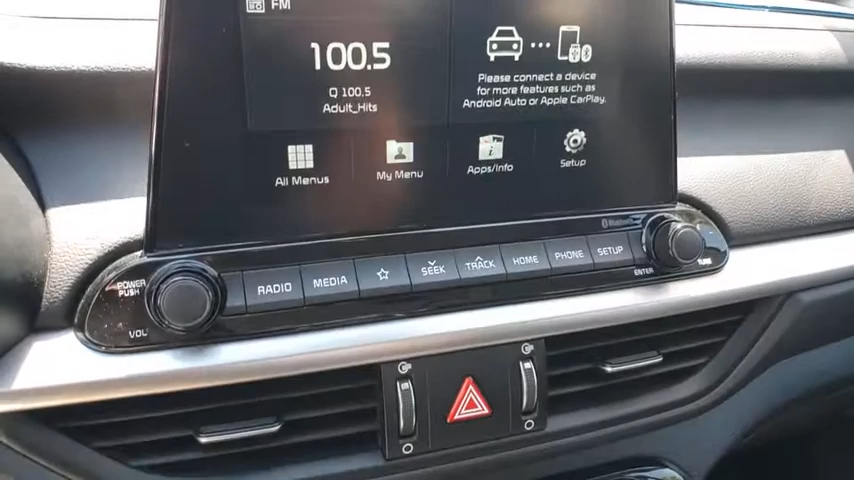 FM
100.5
Q 100.5
Adult_Hits
Please connect a device
for more features such as
Android Auto or Apple CarPlay.
All Menus
My Menu
Apps/Info
Setup
Bluetooth
POWER
PUSH
VOL
RADIO
MEDIA
SEEK
TRACK
HOME
PHONE
SETUP
ENTER
TUNE